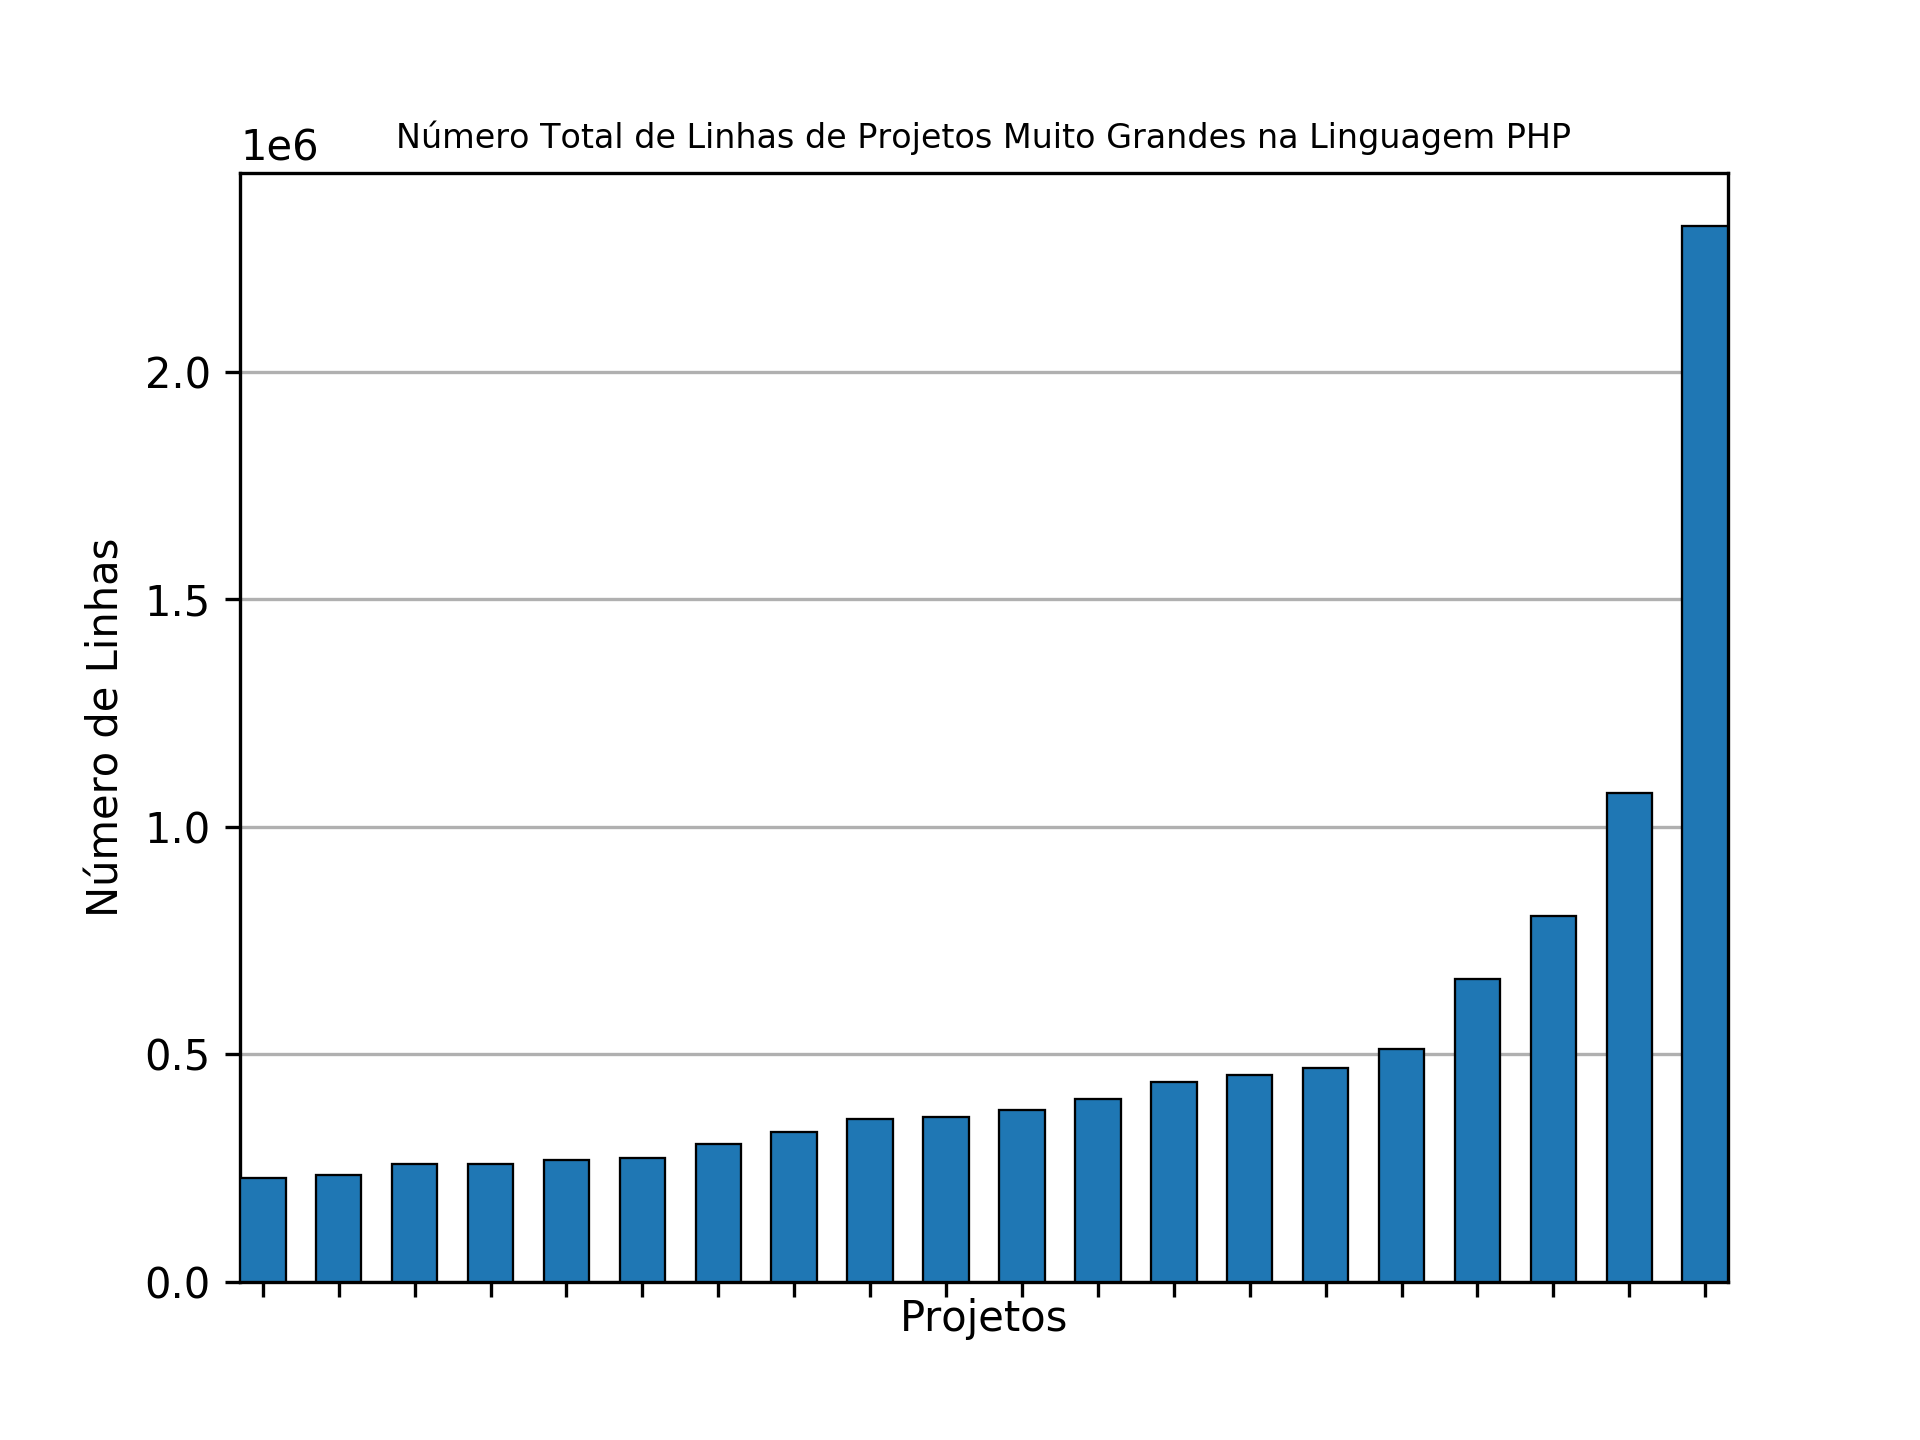 1e6
Número Total de Linhas de Projetos Muito Grandes na Linguagem PHP
2.0
1.5
1.0
0.5
0.0
Número de Linhas
Projetos